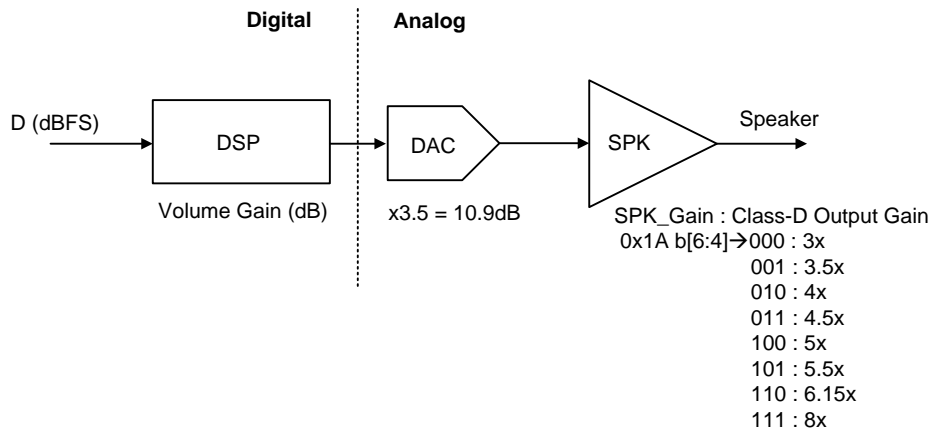 Digital
Analog
D (dBFS)
DSP
DAC
SPK
Speaker
Volume Gain (dB)
x3.5 = 10.9dB
SPK_Gain : Class-D Output Gain
0x1A b[6:4]→000 : 3x
001 : 3.5x
010 : 4x
011 : 4.5x
100 : 5x
101 : 5.5x
110 : 6.15x
111 : 8x